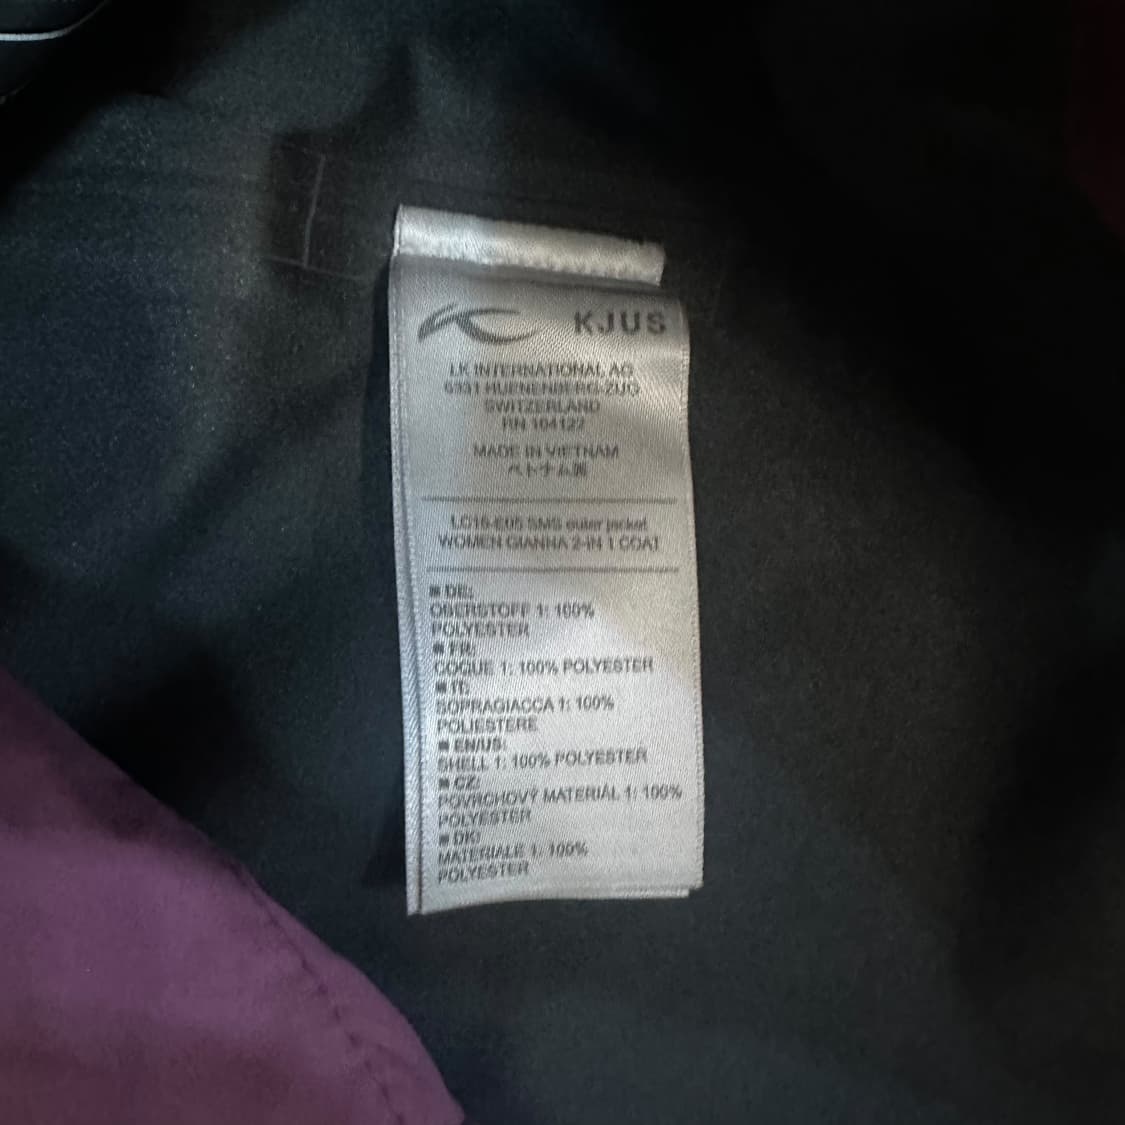 KJUS
LK INTERNATIONAL AG
6331 HUENENBERG-ZUG
SWITZERLAND
RN 104122
MADE IN VIETNAM
ベトナム製
LC15-E05 SMS outer jacket
WOMEN GIANNA 2-IN 1 COAT
■ DE:
OBERSTOFF 1: 100%
POLYESTER
■ FR:
COQUE 1: 100% POLYESTER
■ IT:
SOPRAGIACCA 1: 100%
POLIESTERE
■ EN/US:
SHELL 1: 100% POLYESTER
■ CZ:
POVRCHOVÝ MATERIÁL 1: 100%
POLYESTER
■ DK:
MATERIALE 1: 100%
POLYESTER